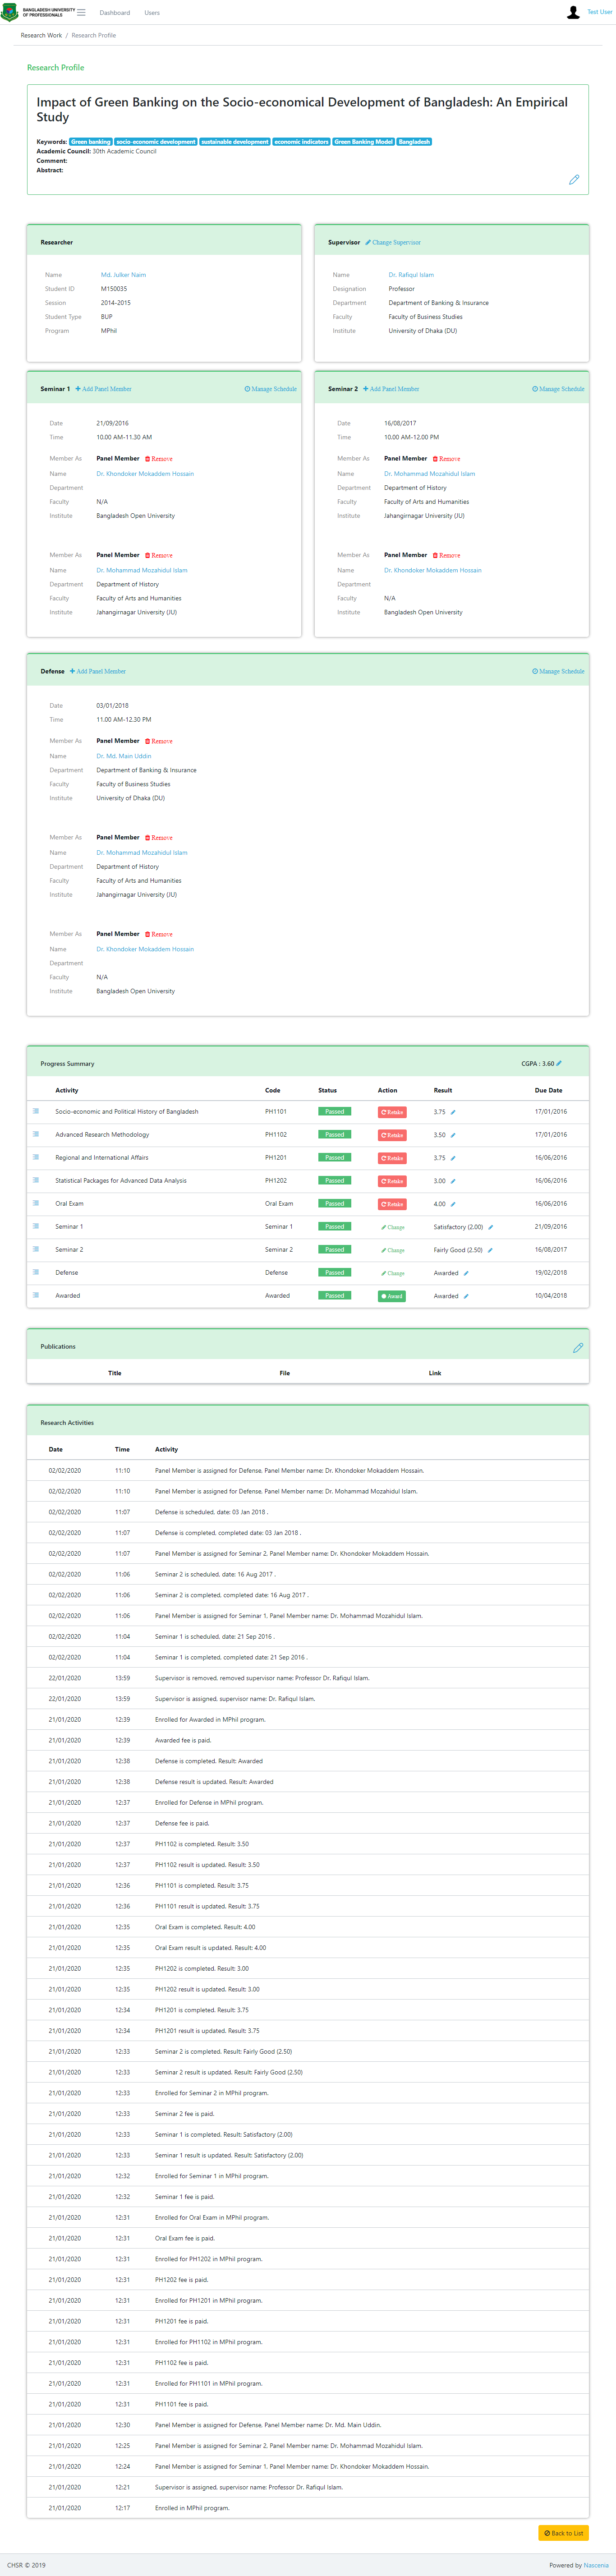 BANGLADESH UNIVERSITY
OF PROFESSIONALS
Dashboard Users Test User
Research Work / Research Profile
Research Profile
Impact of Green Banking on the Socio-economical Development of Bangladesh: An Empirical
Study
Keywords: Green banking socio-economic development sustainable development economic indicators Green Banking Model Bangladesh
Academic Council: 30th Academic Council
Comment:
Abstract:
Researcher
Name Md. Julker Naim
Student ID M150035
Session 2014-2015
Student Type BUP
Program MPhil
Supervisor Change Supervisor
Name Dr. Rafiqul Islam
Designation Professor
Department Department of Banking & Insurance
Faculty Faculty of Business Studies
Institute University of Dhaka (DU)
Seminar 1 Add Panel Member Manage Schedule
Date 21/09/2016
Time 10.00 AM-11.30 AM
Member As Panel Member Remove
Name Dr. Khondoker Mokaddem Hossain
Department
Faculty N/A
Institute Bangladesh Open University
Member As Panel Member Remove
Name Dr. Mohammad Mozahidul Islam
Department Department of History
Faculty Faculty of Arts and Humanities
Institute Jahangirnagar University (JU)
Seminar 2 Add Panel Member Manage Schedule
Date 16/08/2017
Time 10.00 AM-12.00 PM
Member As Panel Member Remove
Name Dr. Mohammad Mozahidul Islam
Department Department of History
Faculty Faculty of Arts and Humanities
Institute Jahangirnagar University (JU)
Member As Panel Member Remove
Name Dr. Khondoker Mokaddem Hossain
Department
Faculty N/A
Institute Bangladesh Open University
Defense Add Panel Member Manage Schedule
Date 03/01/2018
Time 11.00 AM-12.30 PM
Member As Panel Member Remove
Name Dr. Md. Main Uddin
Department Department of Banking & Insurance
Faculty Faculty of Business Studies
Institute University of Dhaka (DU)
Member As Panel Member Remove
Name Dr. Mohammad Mozahidul Islam
Department Department of History
Faculty Faculty of Arts and Humanities
Institute Jahangirnagar University (JU)
Member As Panel Member Remove
Name Dr. Khondoker Mokaddem Hossain
Department
Faculty N/A
Institute Bangladesh Open University
Progress Summary CGPA : 3.60
Activity Code Status Action Result Due Date
Socio-economic and Political History of Bangladesh PH1101 Passed Retake 3.75 17/01/2016
Advanced Research Methodology PH1102 Passed Retake 3.50 17/01/2016
Regional and International Affairs PH1201 Passed Retake 3.75 16/06/2016
Statistical Packages for Advanced Data Analysis PH1202 Passed Retake 3.00 16/06/2016
Oral Exam Oral Exam Passed Retake 4.00 16/06/2016
Seminar 1 Seminar 1 Passed Change Satisfactory (2.00) 21/09/2016
Seminar 2 Seminar 2 Passed Change Fairly Good (2.50) 16/08/2017
Defense Defense Passed Change Awarded 19/02/2018
Awarded Awarded Passed Award Awarded 10/04/2018
Publications
Title File Link
Research Activities
Date Time Activity
02/02/2020 11:10 Panel Member is assigned for Defense, Panel Member name: Dr. Khondoker Mokaddem Hossain.
02/02/2020 11:10 Panel Member is assigned for Defense, Panel Member name: Dr. Mohammad Mozahidul Islam.
02/02/2020 11:07 Defense is scheduled, date: 03 Jan 2018 .
02/02/2020 11:07 Defense is completed, completed date: 03 Jan 2018 .
02/02/2020 11:07 Panel Member is assigned for Seminar 2, Panel Member name: Dr. Khondoker Mokaddem Hossain.
02/02/2020 11:06 Seminar 2 is scheduled, date: 16 Aug 2017 .
02/02/2020 11:06 Seminar 2 is completed, completed date: 16 Aug 2017 .
02/02/2020 11:06 Panel Member is assigned for Seminar 1, Panel Member name: Dr. Mohammad Mozahidul Islam.
02/02/2020 11:04 Seminar 1 is scheduled, date: 21 Sep 2016 .
02/02/2020 11:04 Seminar 1 is completed, completed date: 21 Sep 2016 .
22/01/2020 13:59 Supervisor is removed, removed supervisor name: Professor Dr. Rafiqul Islam.
22/01/2020 13:59 Supervisor is assigned, supervisor name: Dr. Rafiqul Islam.
21/01/2020 12:39 Enrolled for Awarded in MPhil program.
21/01/2020 12:39 Awarded fee is paid.
21/01/2020 12:38 Defense is completed, Result: Awarded
21/01/2020 12:38 Defense result is updated. Result: Awarded
21/01/2020 12:37 Enrolled for Defense in MPhil program.
21/01/2020 12:37 Defense fee is paid.
21/01/2020 12:37 PH1102 is completed, Result: 3.50
21/01/2020 12:37 PH1102 result is updated. Result: 3.50
21/01/2020 12:36 PH1101 is completed, Result: 3.75
21/01/2020 12:36 PH1101 result is updated. Result: 3.75
21/01/2020 12:35 Oral Exam is completed, Result: 4.00
21/01/2020 12:35 Oral Exam result is updated. Result: 4.00
21/01/2020 12:35 PH1202 is completed, Result: 3.00
21/01/2020 12:35 PH1202 result is updated. Result: 3.00
21/01/2020 12:34 PH1201 is completed, Result: 3.75
21/01/2020 12:34 PH1201 result is updated. Result: 3.75
21/01/2020 12:33 Seminar 2 is completed, Result: Fairly Good (2.50)
21/01/2020 12:33 Seminar 2 result is updated. Result: Fairly Good (2.50)
21/01/2020 12:33 Enrolled for Seminar 2 in MPhil program.
21/01/2020 12:33 Seminar 2 fee is paid.
21/01/2020 12:33 Seminar 1 is completed, Result: Satisfactory (2.00)
21/01/2020 12:33 Seminar 1 result is updated. Result: Satisfactory (2.00)
21/01/2020 12:32 Enrolled for Seminar 1 in MPhil program.
21/01/2020 12:32 Seminar 1 fee is paid.
21/01/2020 12:31 Enrolled for Oral Exam in MPhil program.
21/01/2020 12:31 Oral Exam fee is paid.
21/01/2020 12:31 Enrolled for PH1202 in MPhil program.
21/01/2020 12:31 PH1202 fee is paid.
21/01/2020 12:31 Enrolled for PH1201 in MPhil program.
21/01/2020 12:31 PH1201 fee is paid.
21/01/2020 12:31 Enrolled for PH1102 in MPhil program.
21/01/2020 12:31 PH1102 fee is paid.
21/01/2020 12:31 Enrolled for PH1101 in MPhil program.
21/01/2020 12:31 PH1101 fee is paid.
21/01/2020 12:30 Panel Member is assigned for Defense, Panel Member name: Dr. Md. Main Uddin.
21/01/2020 12:25 Panel Member is assigned for Seminar 2, Panel Member name: Dr. Mohammad Mozahidul Islam.
21/01/2020 12:24 Panel Member is assigned for Seminar 1, Panel Member name: Dr. Khondoker Mokaddem Hossain.
21/01/2020 12:21 Supervisor is assigned, supervisor name: Professor Dr. Rafiqul Islam.
21/01/2020 12:17 Enrolled in MPhil program.
Back to List
CHSR © 2019 Powered by Nascenia